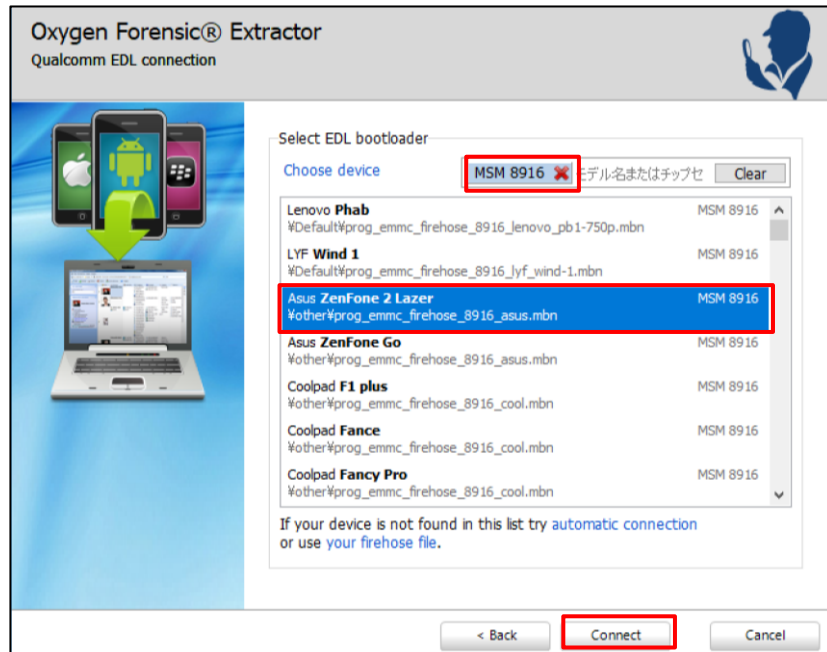 Oxygen Forensic® Extractor
Qualcomm EDL connection
Select EDL bootloader
Choose device MSM 8916 モデル名またはチップセ Clear
Lenovo Phab MSM 8916
¥Default¥prog_emmc_firehose_8916_lenovo_pb1-750p.mbn
LYF Wind 1 MSM 8916
¥Default¥prog_emmc_firehose_8916_lyf_wind-1.mbn
Asus ZenFone 2 Lazer MSM 8916
¥other¥prog_emmc_firehose_8916_asus.mbn
Asus ZenFone Go MSM 8916
¥other¥prog_emmc_firehose_8916_asus.mbn
Coolpad F1 plus MSM 8916
¥other¥prog_emmc_firehose_8916_cool.mbn
Coolpad Fance MSM 8916
¥other¥prog_emmc_firehose_8916_cool.mbn
Coolpad Fancy Pro MSM 8916
¥other¥prog_emmc_firehose_8916_cool.mbn
If your device is not found in this list try automatic connection
or use your firehose file.
< Back Connect Cancel